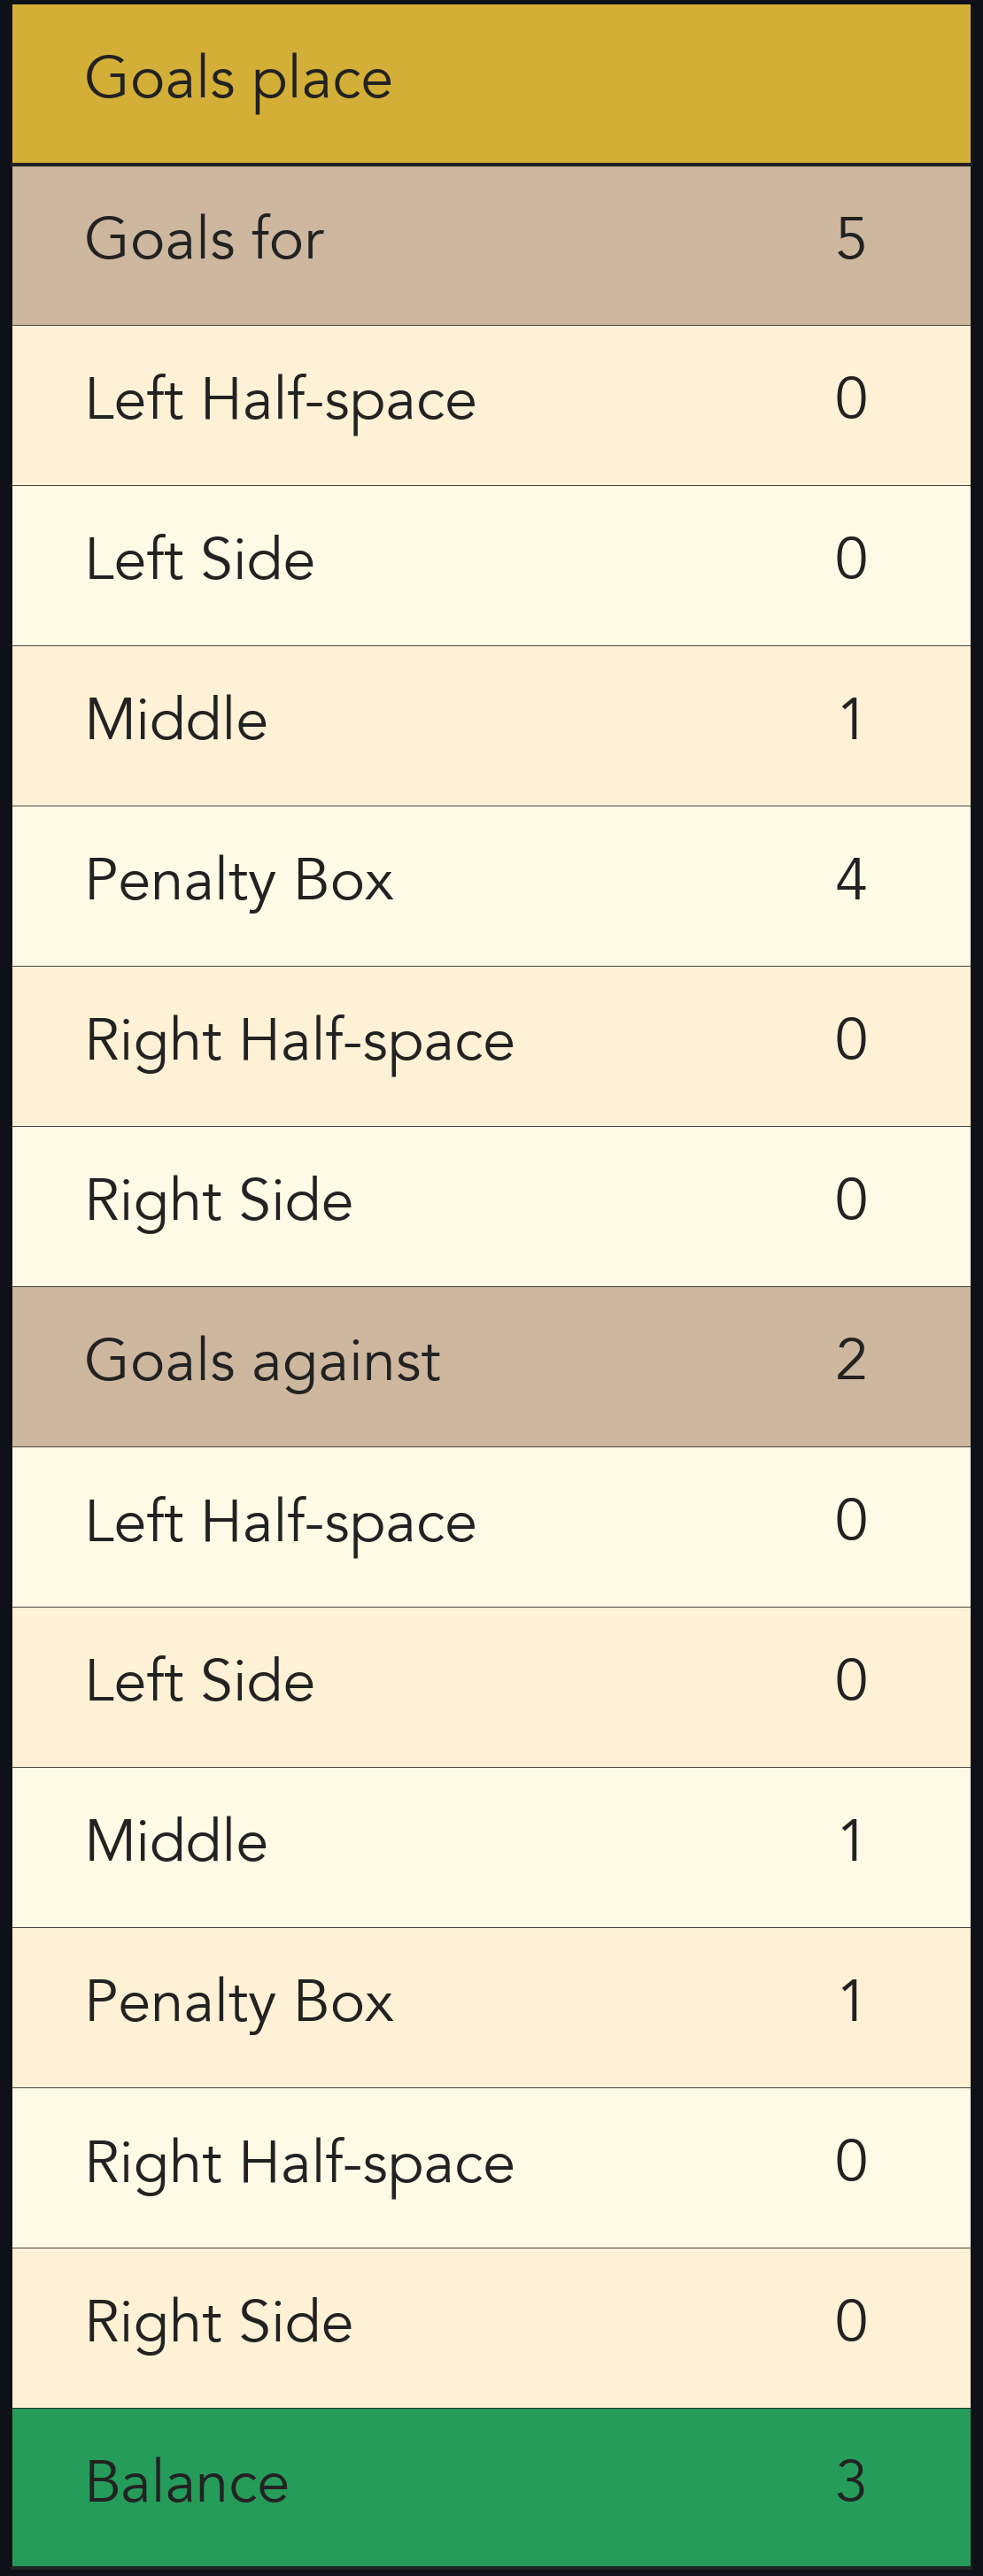 Goals place
Goals for 5
Left Half-space 0
Left Side 0
Middle 1
Penalty Box 4
Right Half-space 0
Right Side 0
Goals against 2
Left Half-space 0
Left Side 0
Middle 1
Penalty Box 1
Right Half-space 0
Right Side 0
Balance 3